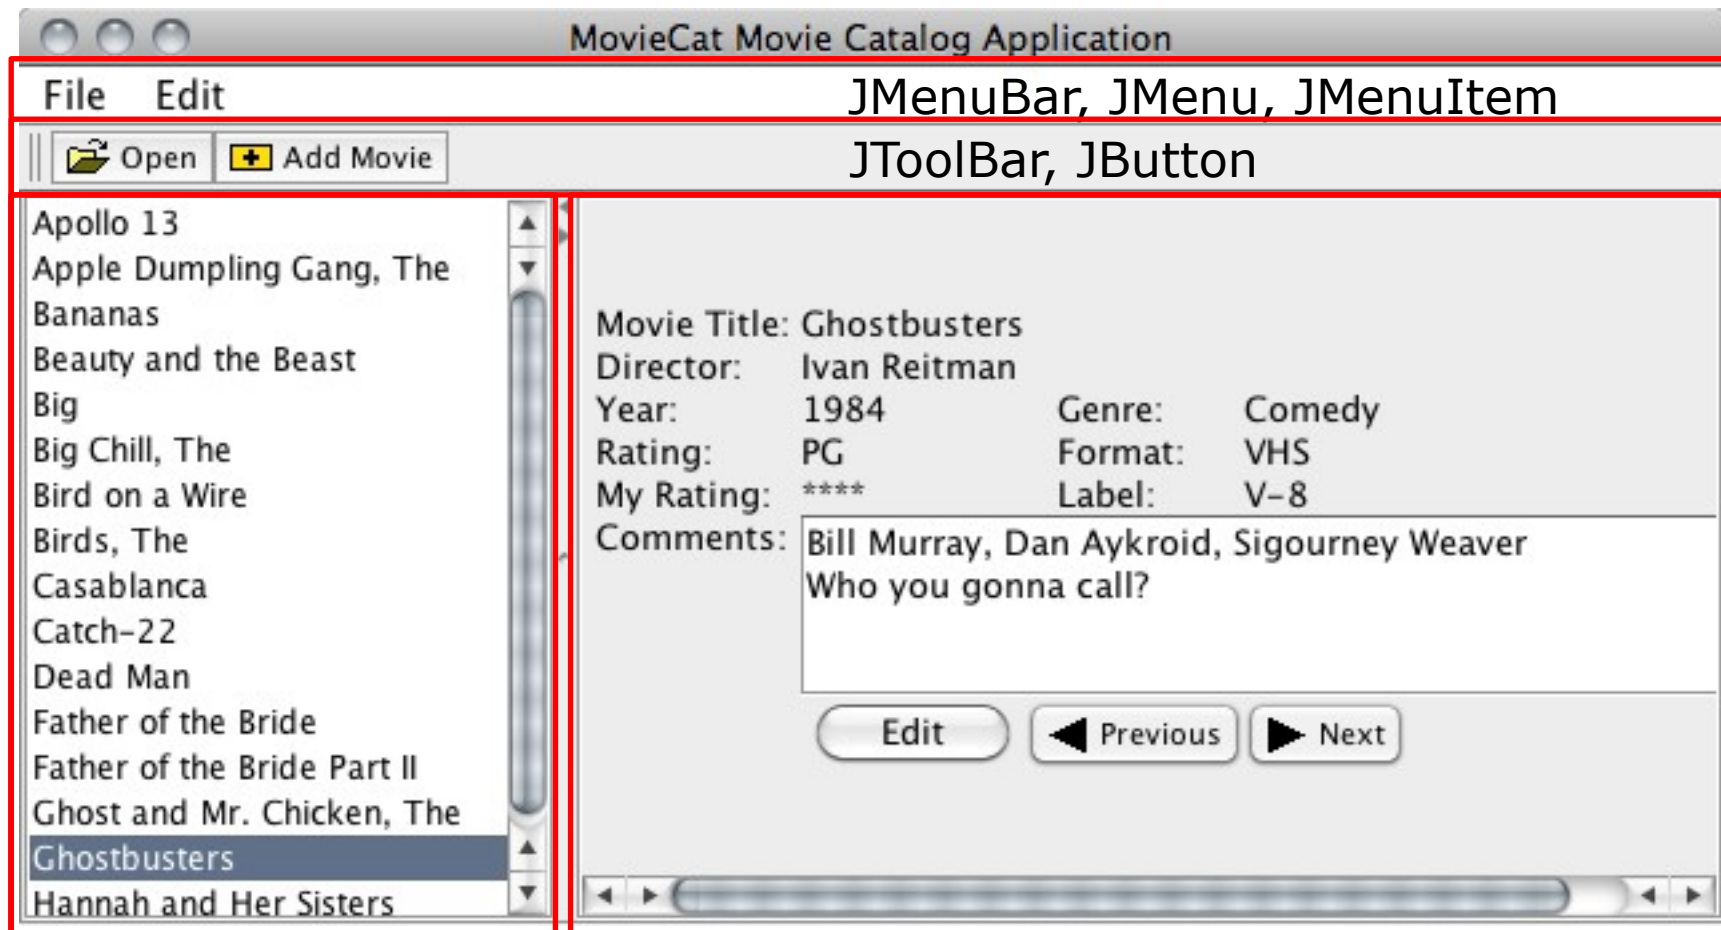 MovieCat Movie Catalog Application
File Edit
JMenuBar, JMenu, JMenuItem
Open Add Movie
JToolBar, JButton
Apollo 13
Apple Dumpling Gang, The
Bananas
Beauty and the Beast
Big
Big Chill, The
Bird on a Wire
Birds, The
Casablanca
Catch-22
Dead Man
Father of the Bride
Father of the Bride Part II
Ghost and Mr. Chicken, The
Ghostbusters
Hannah and Her Sisters
Movie Title: Ghostbusters
Director: Ivan Reitman
Year: 1984 Genre: Comedy
Rating: PG Format: VHS
My Rating: **** Label: V-8
Comments: Bill Murray, Dan Aykroid, Sigourney Weaver
Who you gonna call?
Edit Previous Next